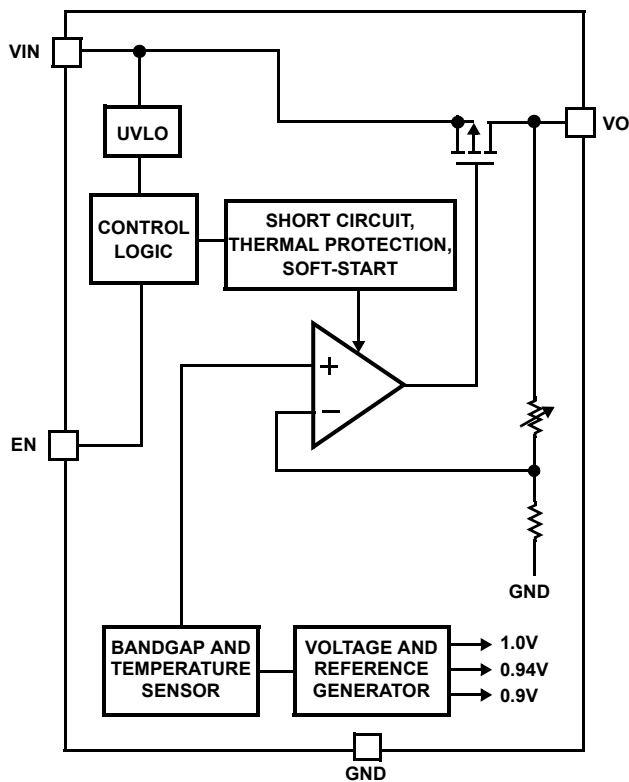 VIN
VO
UVLO
CONTROL
LOGIC
SHORT CIRCUIT,
THERMAL PROTECTION,
SOFT-START
+
−
EN
GND
BANDGAP AND
TEMPERATURE
SENSOR
VOLTAGE AND
REFERENCE
GENERATOR
1.0V
0.94V
0.9V
GND